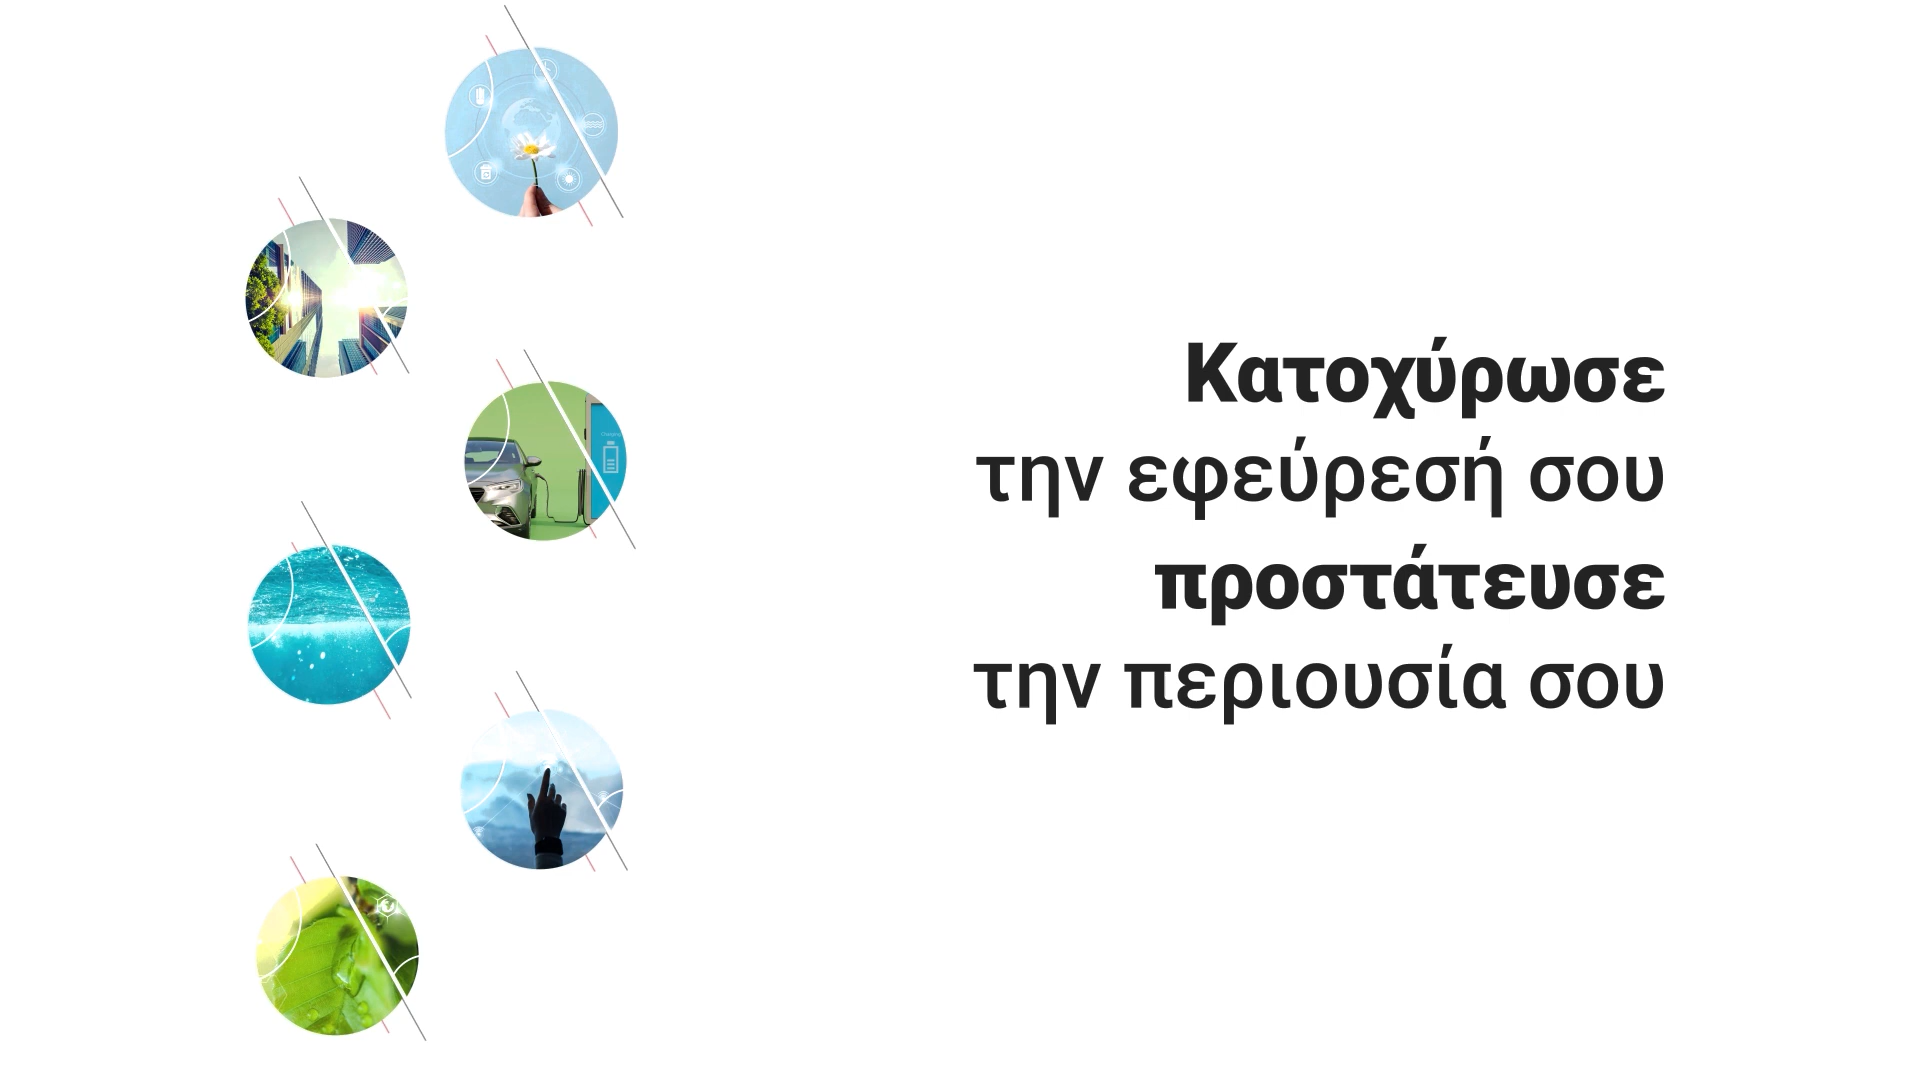 Κατοχύρωσε
την εφεύρεσή σου
προστάτευσε
την περιουσία σου